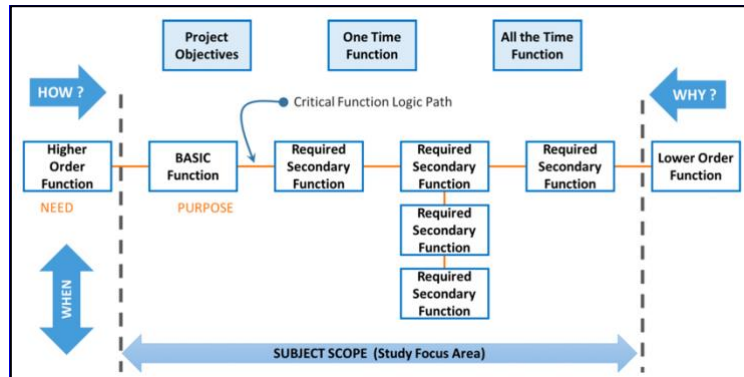 Project
Objectives
One Time
Function
All the Time
Function
HOW ?
Critical Function Logic Path
WHY ?
Higher
Order
Function
BASIC
Function
Required
Secondary
Function
Required
Secondary
Function
Required
Secondary
Function
Lower Order
Function
NEED
PURPOSE
Required
Secondary
Function
Required
Secondary
Function
WHEN
SUBJECT SCOPE (Study Focus Area)